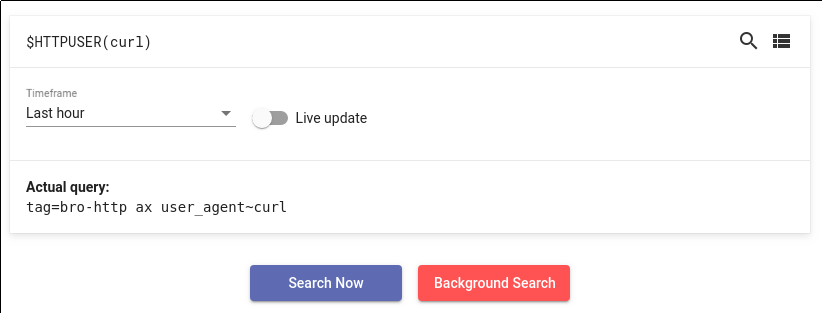 $HTTPUSER(curl)
Timeframe
Last hour
Live update
Actual query:
tag=bro-http ax user_agent~curl
Search Now
Background Search